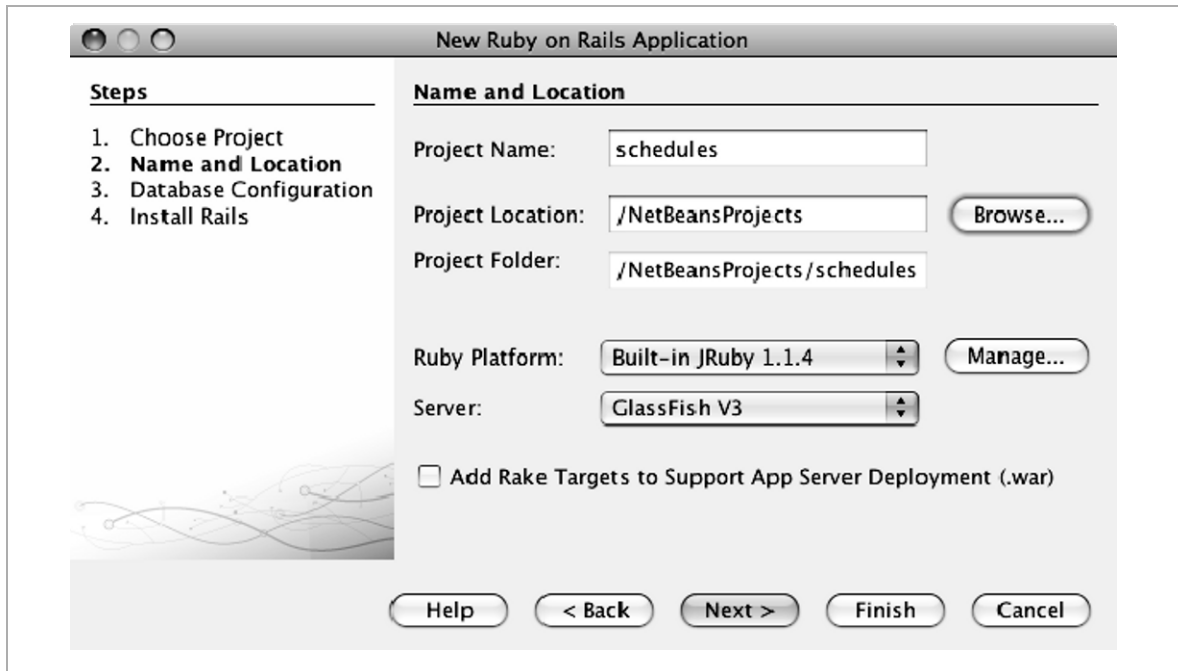 New Ruby on Rails Application
Steps
1. Choose Project
2. Name and Location
3. Database Configuration
4. Install Rails
Name and Location
Project Name: schedules
Project Location: /NetBeansProjects Browse...
Project Folder: /NetBeansProjects/schedules
Ruby Platform: Built-in JRuby 1.1.4 Manage...
Server: GlassFish V3
Add Rake Targets to Support App Server Deployment (.war)
Help < Back Next > Finish Cancel